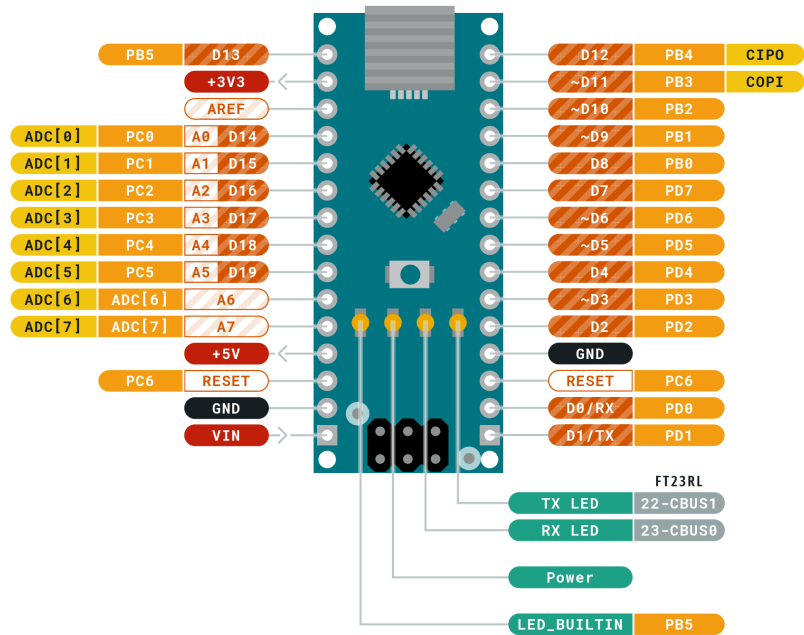 PB5 D13 D12 PB4 CIPO
+3V3 ~D11 PB3 COPI
AREF ~D10 PB2
ADC[0] PC0 A0 D14 ~D9 PB1
ADC[1] PC1 A1 D15 D8 PB0
ADC[2] PC2 A2 D16 D7 PD7
ADC[3] PC3 A3 D17 ~D6 PD6
ADC[4] PC4 A4 D18 ~D5 PD5
ADC[5] PC5 A5 D19 D4 PD4
ADC[6] ADC[6] A6 ~D3 PD3
ADC[7] ADC[7] A7 D2 PD2
+5V GND
PC6 RESET RESET PC6
GND D0/RX PD0
VIN D1/TX PD1
FT23RL
TX LED 22-CBUS1
RX LED 23-CBUS0
Power
LED_BUILTIN PB5